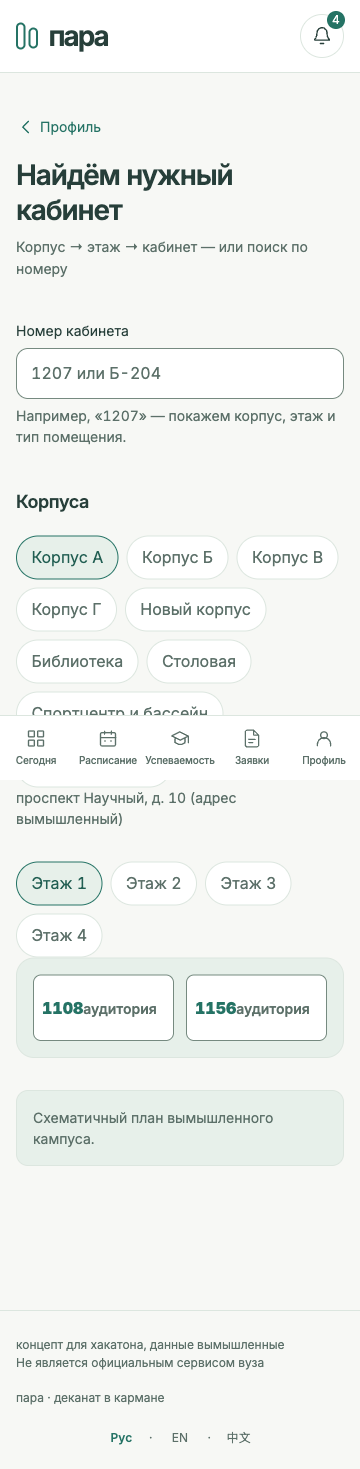 пара
4
Профиль
Найдём нужный
кабинет
Корпус → этаж → кабинет — или поиск по
номеру
Номер кабинета
1207 или Б-204
Например, «1207» — покажем корпус, этаж и
тип помещения.
Корпуса
Корпус А
Корпус Б
Корпус В
Корпус Г
Новый корпус
Библиотека
Столовая
Спортцентр и бассейн
Сегодня
Расписание
Успеваемость
Заявки
Профиль
проспект Научный, д. 10 (адрес
вымышленный)
Этаж 1
Этаж 2
Этаж 3
Этаж 4
1108аудитория
1156аудитория
Схематичный план вымышленного
кампуса.
концепт для хакатона, данные вымышленные
Не является официальным сервисом вуза
пара · деканат в кармане
Рус · EN · 中文